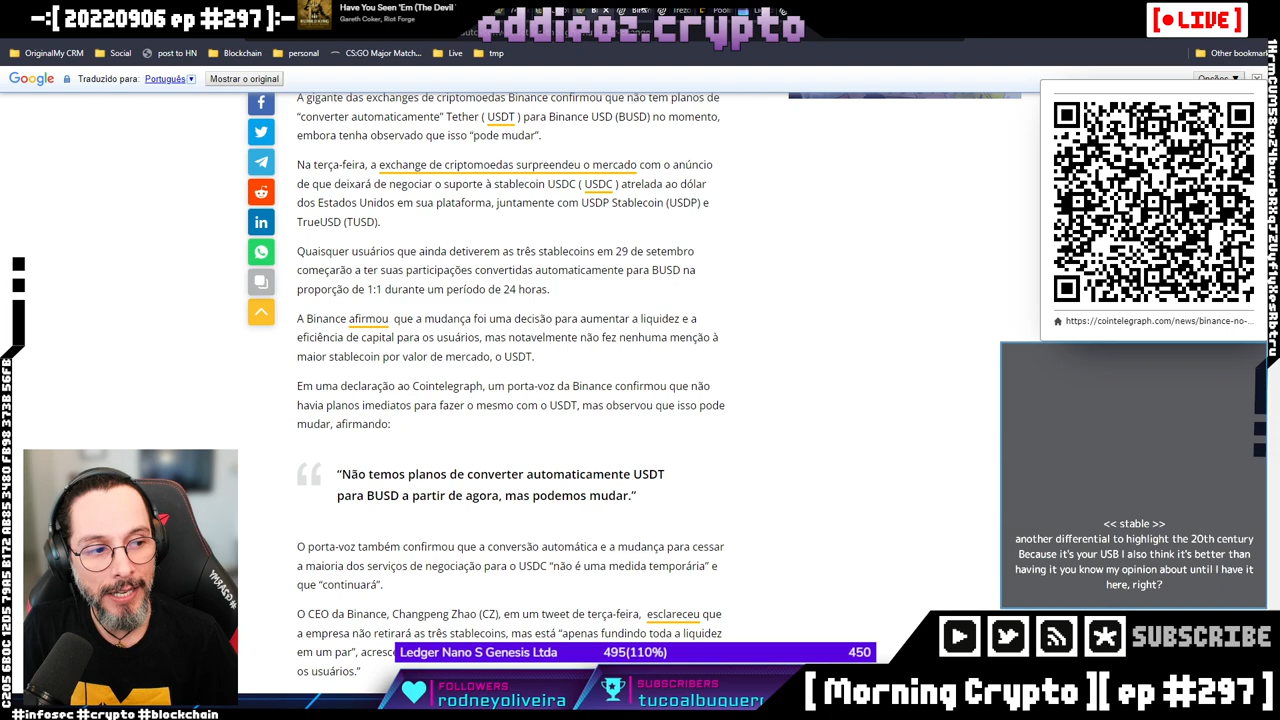 –:[ 20220906 ep #297]:–
Have You Seen 'Em (The Devil
Gareth Coker, Riot Forge
eddieoz.crypto
[●LIVE]
OriginalMy CRM
Social
post to HN
Blockchain
personal
CS:GO Major Match...
Live
tmp
Other bookmar
Google
Traduzido para:
Português
Mostrar o original
Opções▼
A gigante das exchanges de criptomoedas Binance confirmou que não tem planos de
“converter automaticamente” Tether ( USDT ) para Binance USD (BUSD) no momento,
embora tenha observado que isso “pode mudar”.
Na terça-feira, a exchange de criptomoedas surpreendeu o mercado com o anúncio
de que deixará de negociar o suporte à stablecoin USDC ( USDC ) atrelada ao dólar
dos Estados Unidos em sua plataforma, juntamente com USDP Stablecoin (USDP) e
TrueUSD (TUSD).
Quaisquer usuários que ainda detiverem as três stablecoins em 29 de setembro
começarão a ter suas participações convertidas automaticamente para BUSD na
proporção de 1:1 durante um período de 24 horas.
A Binance afirmou que a mudança foi uma decisão para aumentar a liquidez e a
eficiência de capital para os usuários, mas notavelmente não fez nenhuma menção à
maior stablecoin por valor de mercado, o USDT.
Em uma declaração ao Cointelegraph, um porta-voz da Binance confirmou que não
havia planos imediatos para fazer o mesmo com o USDT, mas observou que isso pode
mudar, afirmando:
“Não temos planos de converter automaticamente USDT
para BUSD a partir de agora, mas podemos mudar.”
O porta-voz também confirmou que a conversão automática e a mudança para cessar
a maioria dos serviços de negociação para o USDC “não é uma medida temporária” e
que “continuará”.
O CEO da Binance, Changpeng Zhao (CZ), em um tweet de terça-feira, esclareceu que
a empresa não retirará as três stablecoins, mas está “apenas fundindo toda a liquidez
em um par”, acresc
os usuários.”
https://cointelegraph.com/news/binance-no-...
<< stable >>
another differential to highlight the 20th century
Because it's your USB I also think it's better than
having it you know my opinion about until I have it
here, right?
Ledger Nano S Genesis Ltda 495(110%) 450
FOLLOWERS
rodneyoliveira
SUBSCRIBERS
tucoalbuquer
SUBSCRIBE
[ Morning Crypto ][ ep #297 ]
#infosec #crypto #blockchain